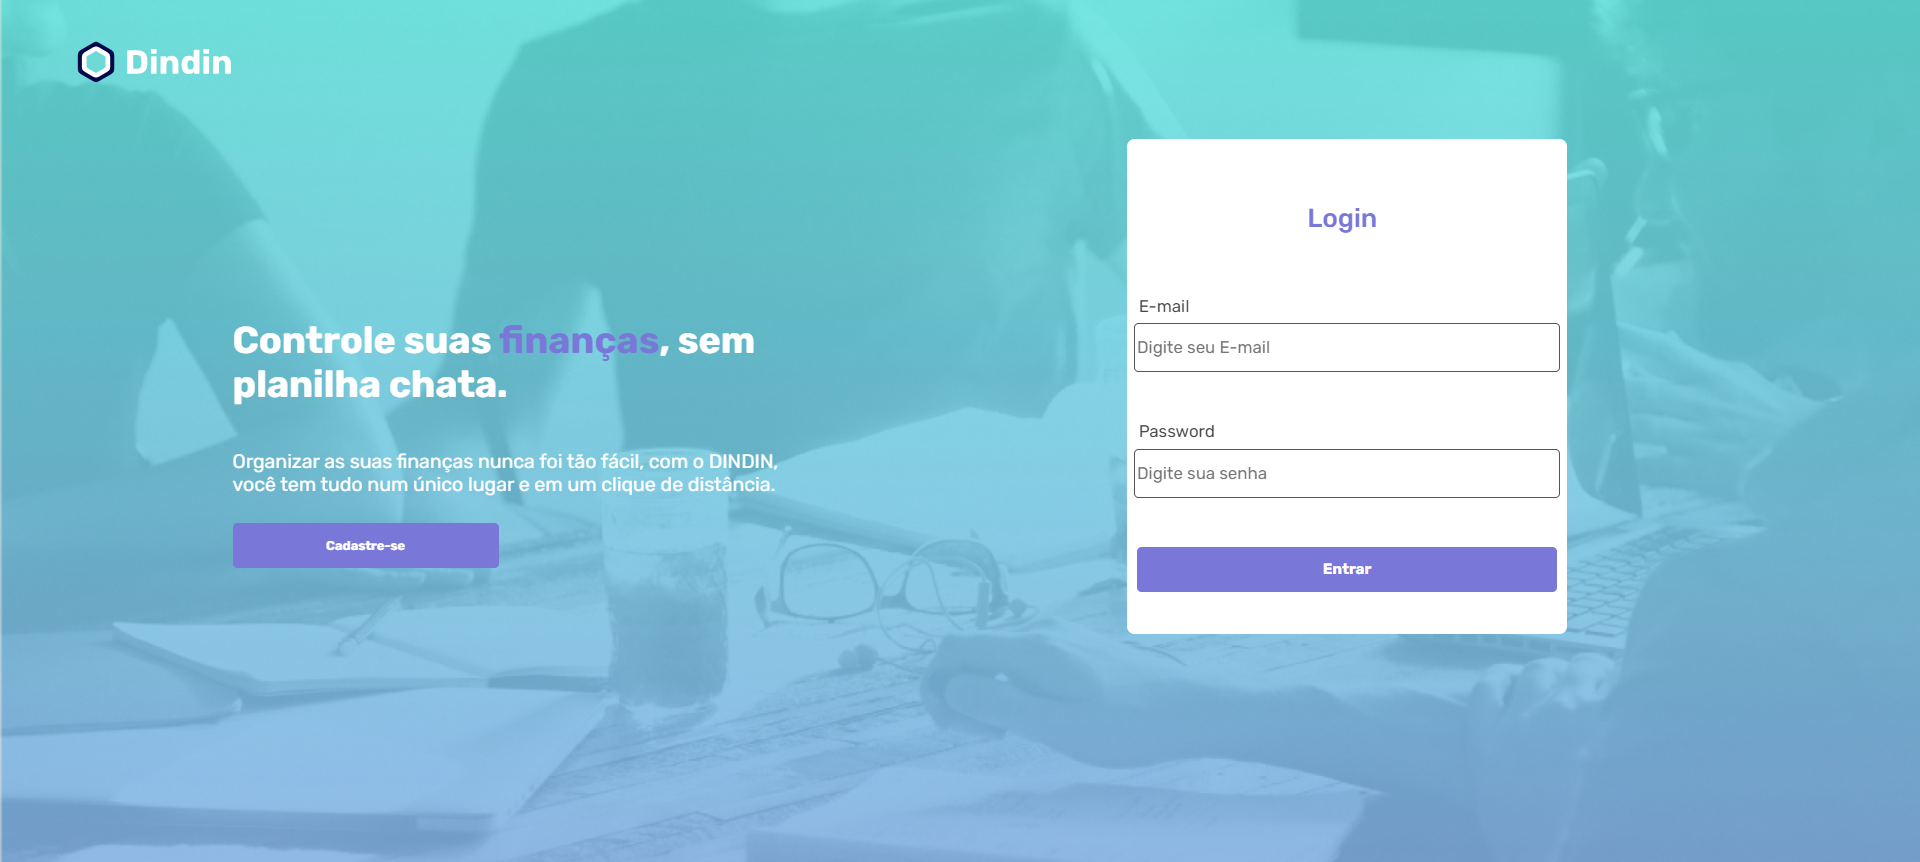 Dindin
Controle suas finanças, sem
planilha chata.
Organizar as suas finanças nunca foi tão fácil, com o DINDIN,
você tem tudo num único lugar e em um clique de distância.
Cadastre-se
Login
E-mail
Digite seu E-mail
Password
Digite sua senha
Entrar